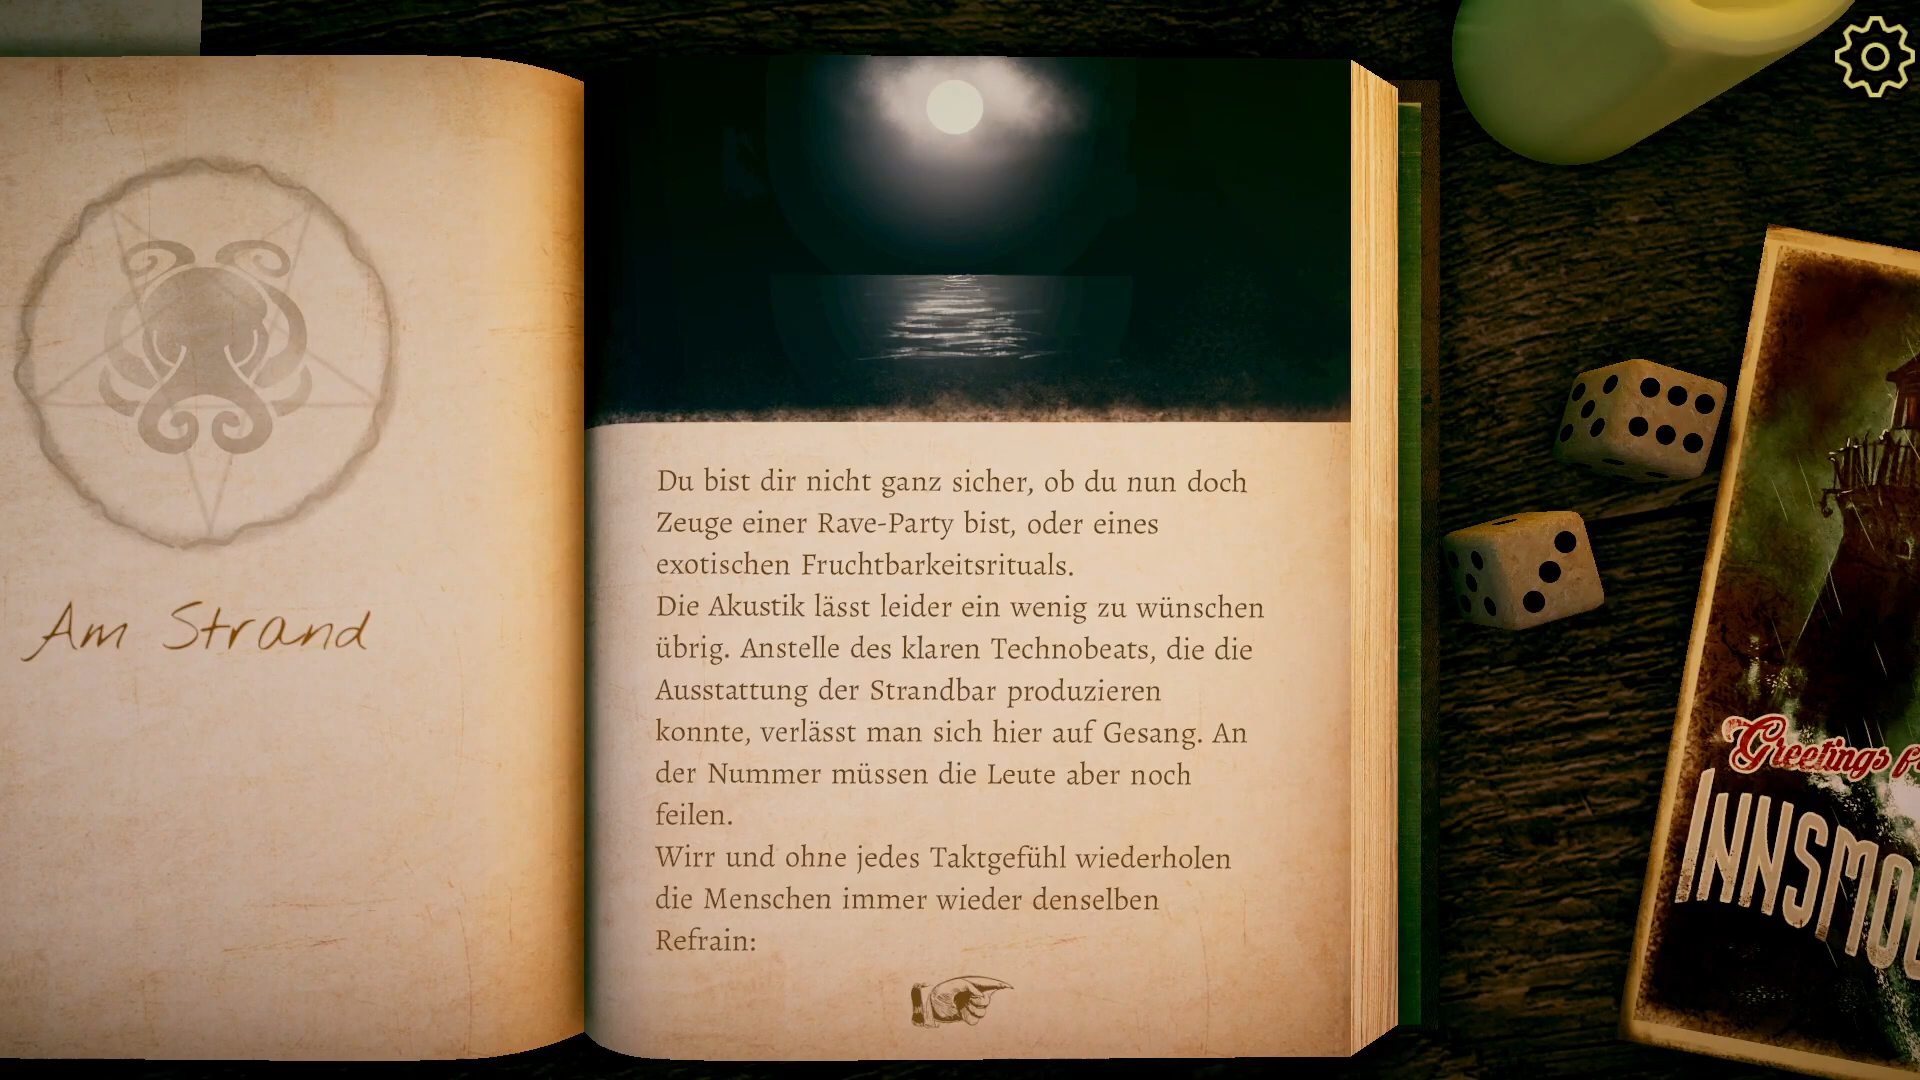 Am Strand
Du bist dir nicht ganz sicher, ob du nun doch
Zeuge einer Rave-Party bist, oder eines
exotischen Fruchtbarkeitsrituals.
Die Akustik lässt leider ein wenig zu wünschen
übrig. Anstelle des klaren Technobeats, die die
Ausstattung der Strandbar produzieren
konnte, verlässt man sich hier auf Gesang. An
der Nummer müssen die Leute aber noch
feilen.
Wirr und ohne jedes Taktgefühl wiederholen
die Menschen immer wieder denselben
Refrain:
Greetings